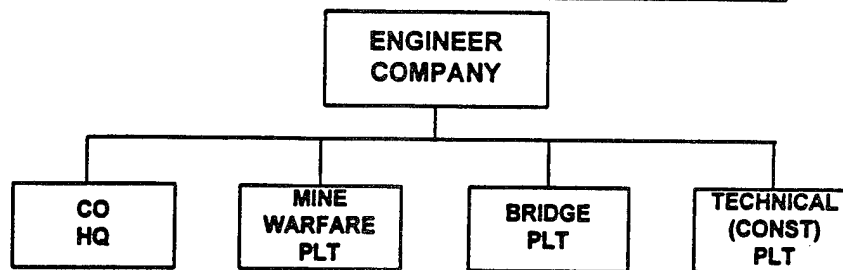 ENGINEER
COMPANY
CO
HQ
MINE
WARFARE
PLT
BRIDGE
PLT
TECHNICAL
(CONST)
PLT